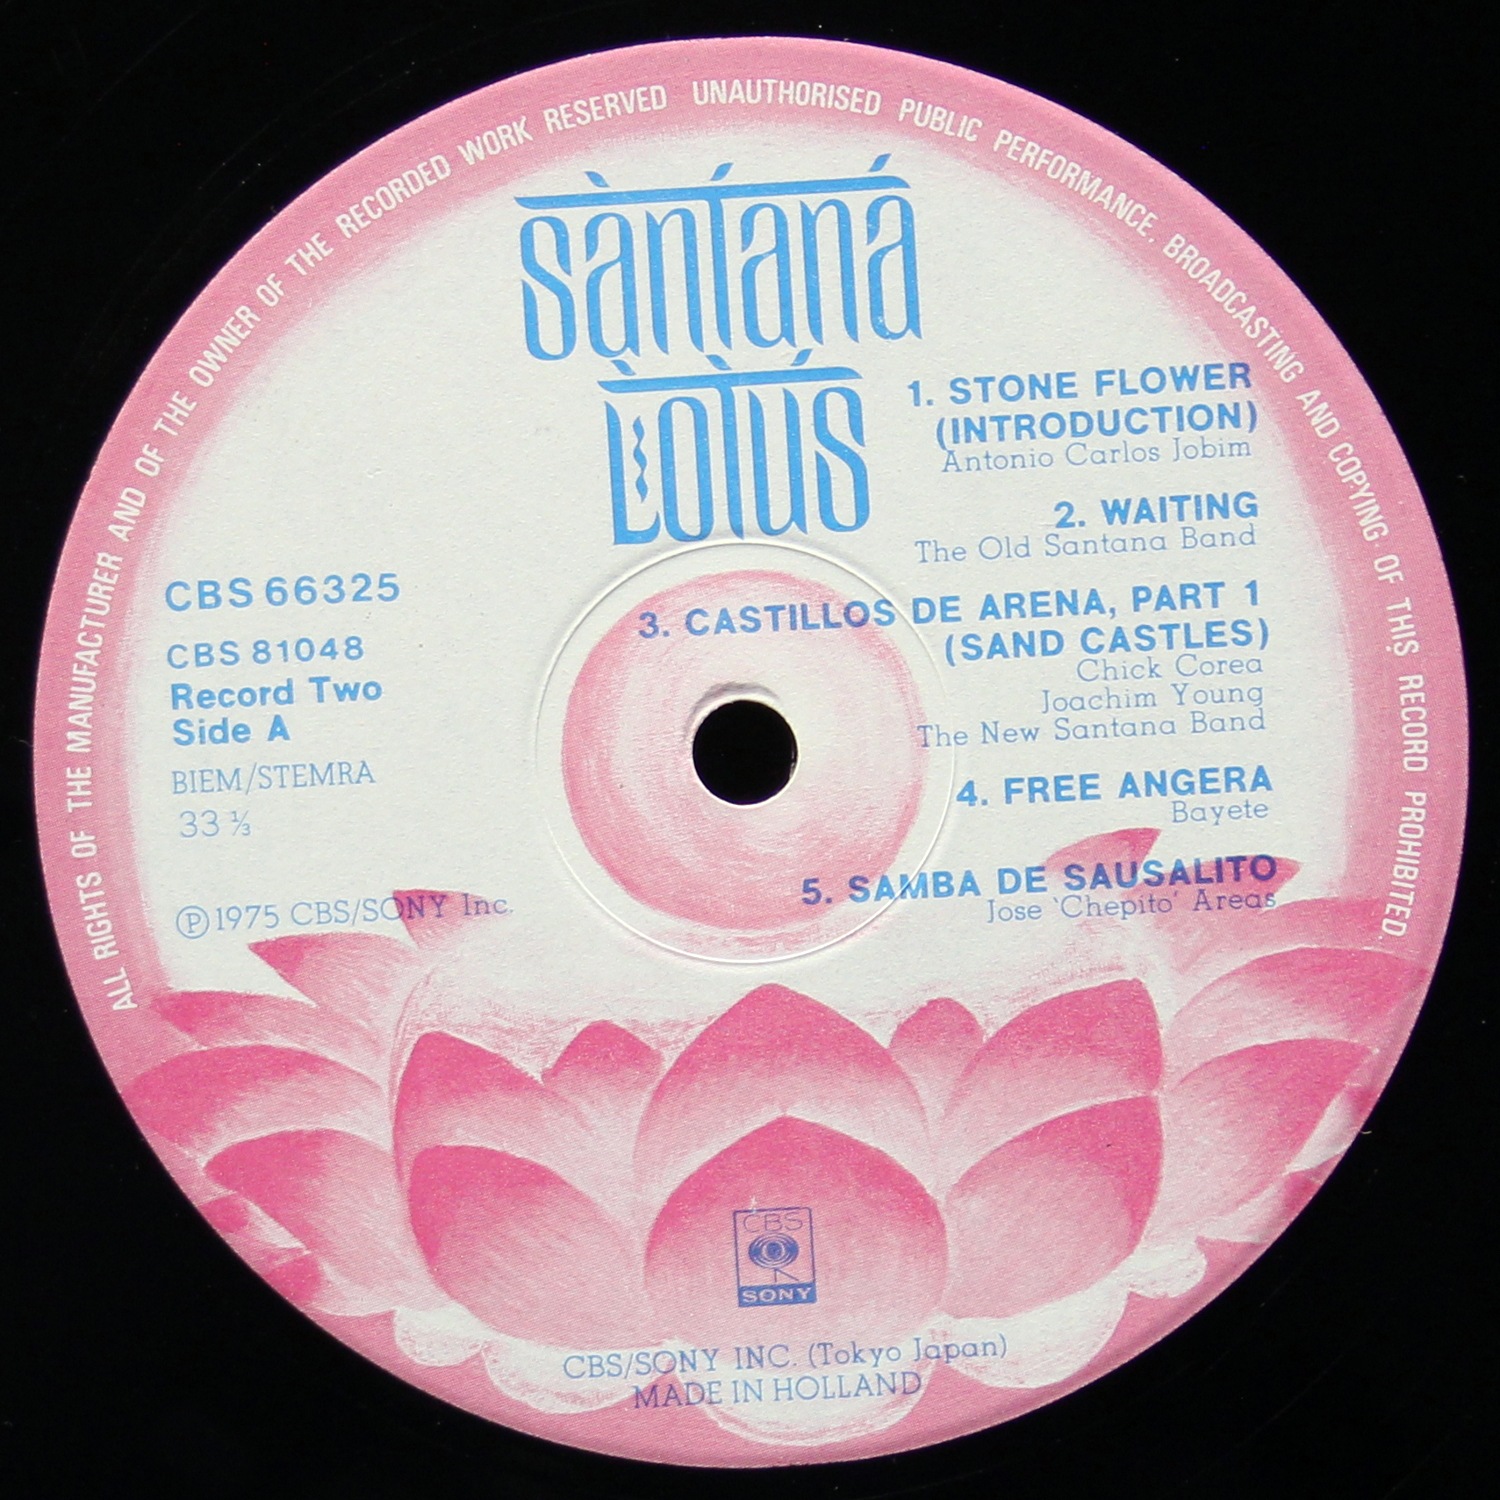 ALL RIGHTS OF THE MANUFACTURER AND OF THE OWNER OF THE RECORDED WORK RESERVED UNAUTHORISED PUBLIC PERFORMANCE, BROADCASTING AND COPYING OF THIS RECORD PROHIBITED.
santana
LOTUS
1. STONE FLOWER
(INTRODUCTION)
Antonio Carlos Jobim
2. WAITING
The Old Santana Band
3. CASTILLOS DE ARENA, PART 1
(SAND CASTLES)
Chick Corea
Joachim Young
The New Santana Band
4. FREE ANGERA
Bayete
5. SAMBA DE SAUSALITO
Jose 'Chepito' Areas
CBS 66325
CBS 81048
Record Two
Side A
BIEM/STEMRA
33 ⅓
Ⓟ1975 CBS/SONY Inc.
CBS
SONY
CBS/SONY INC. (Tokyo Japan)
MADE IN HOLLAND